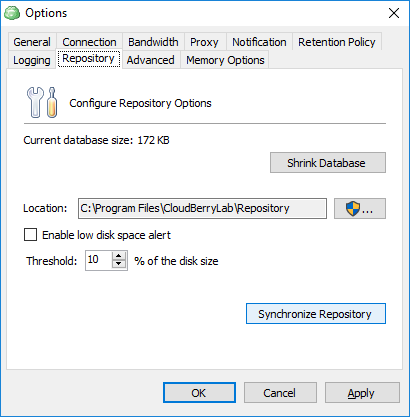 Options
General Connection Bandwidth Proxy Notification Retention Policy
Logging Repository Advanced Memory Options
Configure Repository Options
Current database size: 172 KB
Shrink Database
Location: C:\Program Files\CloudBerryLab\Repository ...
Enable low disk space alert
Threshold: 10 % of the disk size
Synchronize Repository
OK Cancel Apply